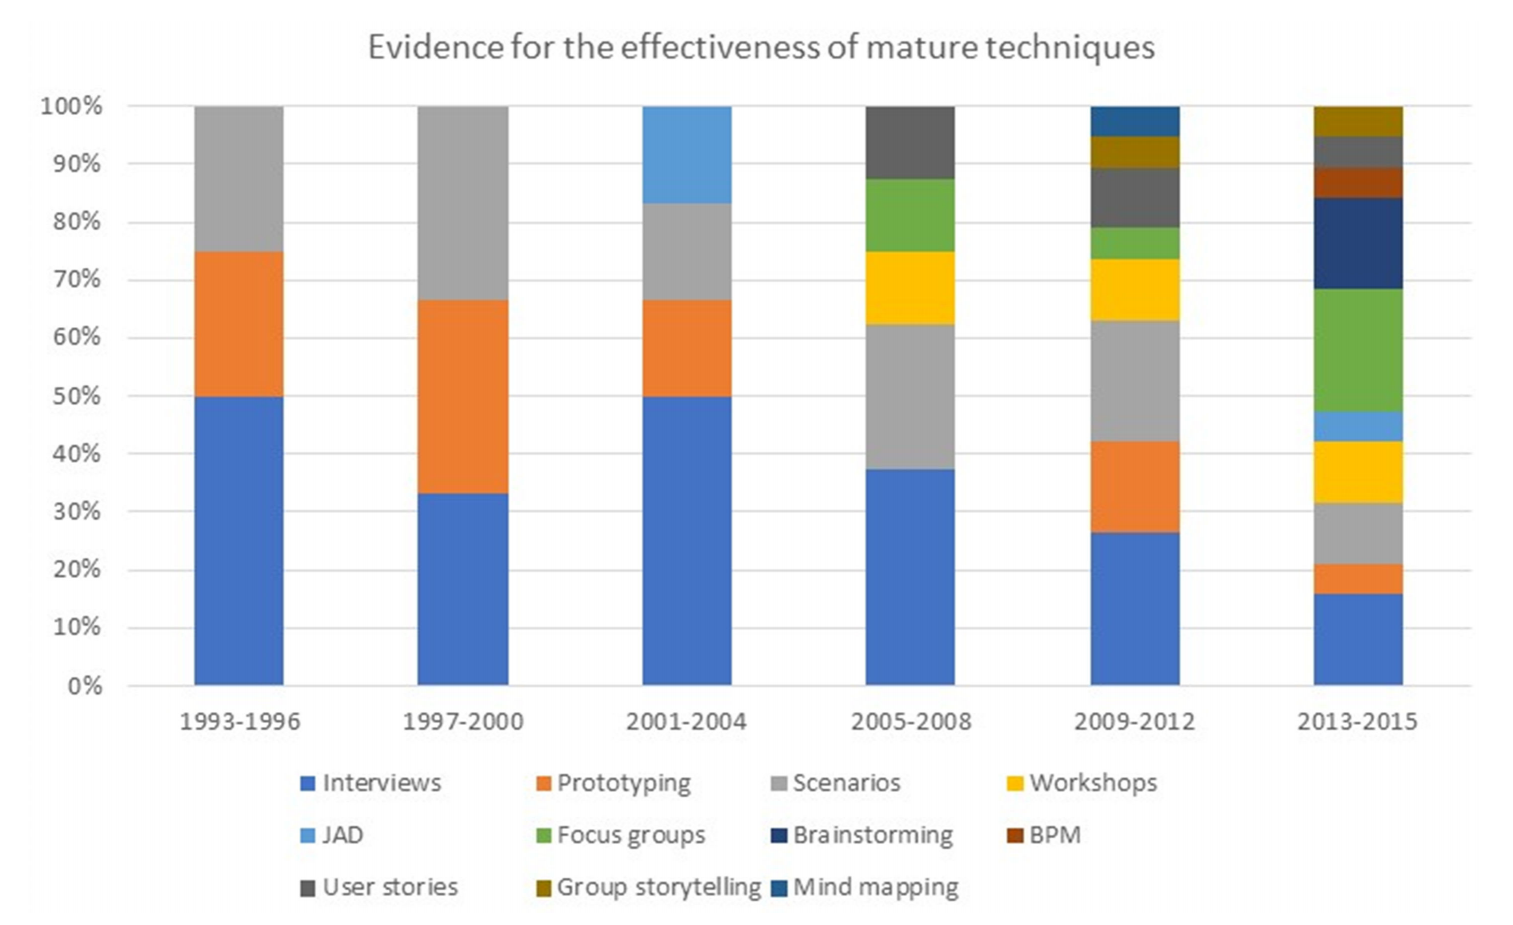 Evidence for the effectiveness of mature techniques
100%
90%
80%
70%
60%
50%
40%
30%
20%
10%
0%
1993-1996 1997-2000 2001-2004 2005-2008 2009-2012 2013-2015
Interviews Prototyping Scenarios Workshops
JAD Focus groups Brainstorming BPM
User stories Group storytelling Mind mapping